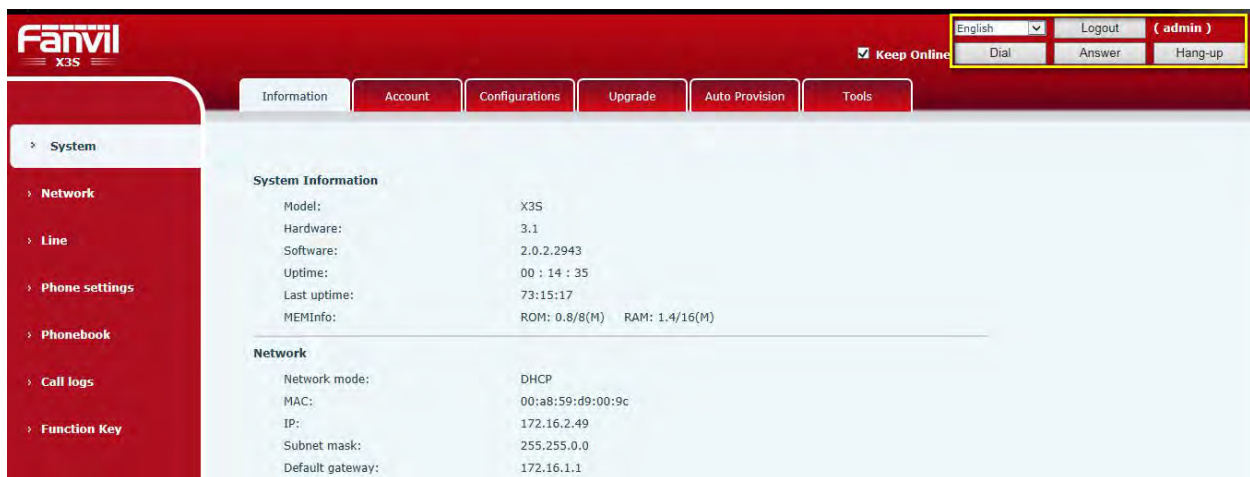 Fanvil
X3S
English Logout ( admin )
Keep Online Dial Answer Hang-up
Information Account Configurations Upgrade Auto Provision Tools
› System
› Network
› Line
› Phone settings
› Phonebook
› Call logs
› Function Key
System Information
Model: X3S
Hardware: 3.1
Software: 2.0.2.2943
Uptime: 00 : 14 : 35
Last uptime: 73:15:17
MEMInfo: ROM: 0.8/8(M) RAM: 1.4/16(M)
Network
Network mode: DHCP
MAC: 00:a8:59:d9:00:9c
IP: 172.16.2.49
Subnet mask: 255.255.0.0
Default gateway: 172.16.1.1